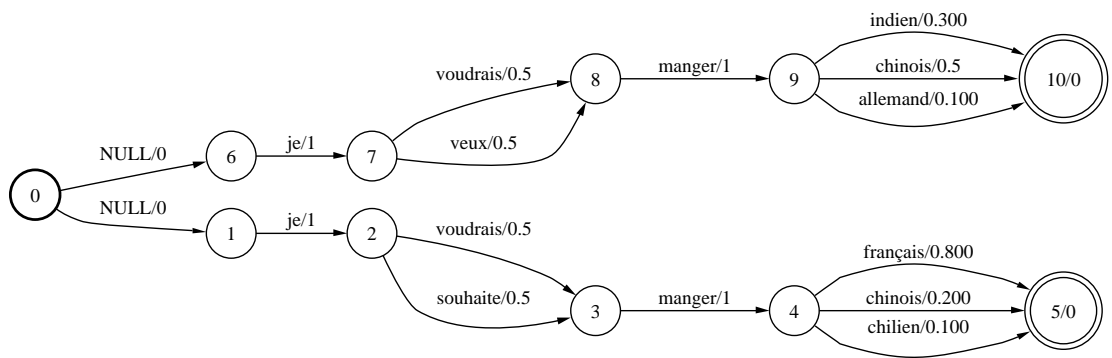 indien/0.300
voudrais/0.5
8
manger/1
9
chinois/0.5
10/0
allemand/0.100
NULL/0
6
je/1
7
veux/0.5
0
NULL/0
1
je/1
2
voudrais/0.5
français/0.800
souhaite/0.5
3
manger/1
4
chinois/0.200
5/0
chilien/0.100